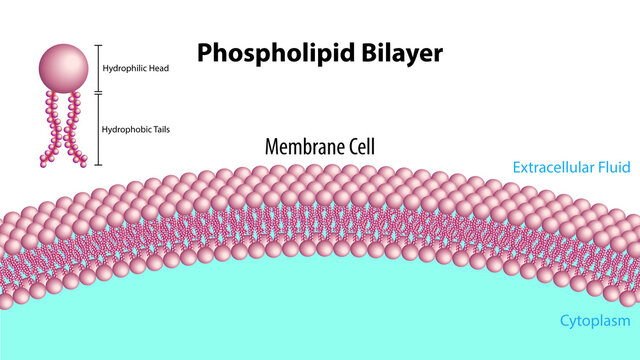 Phospholipid Bilayer
Hydrophilic Head
Hydrophobic Tails
Membrane Cell
Extracellular Fluid
Cytoplasm